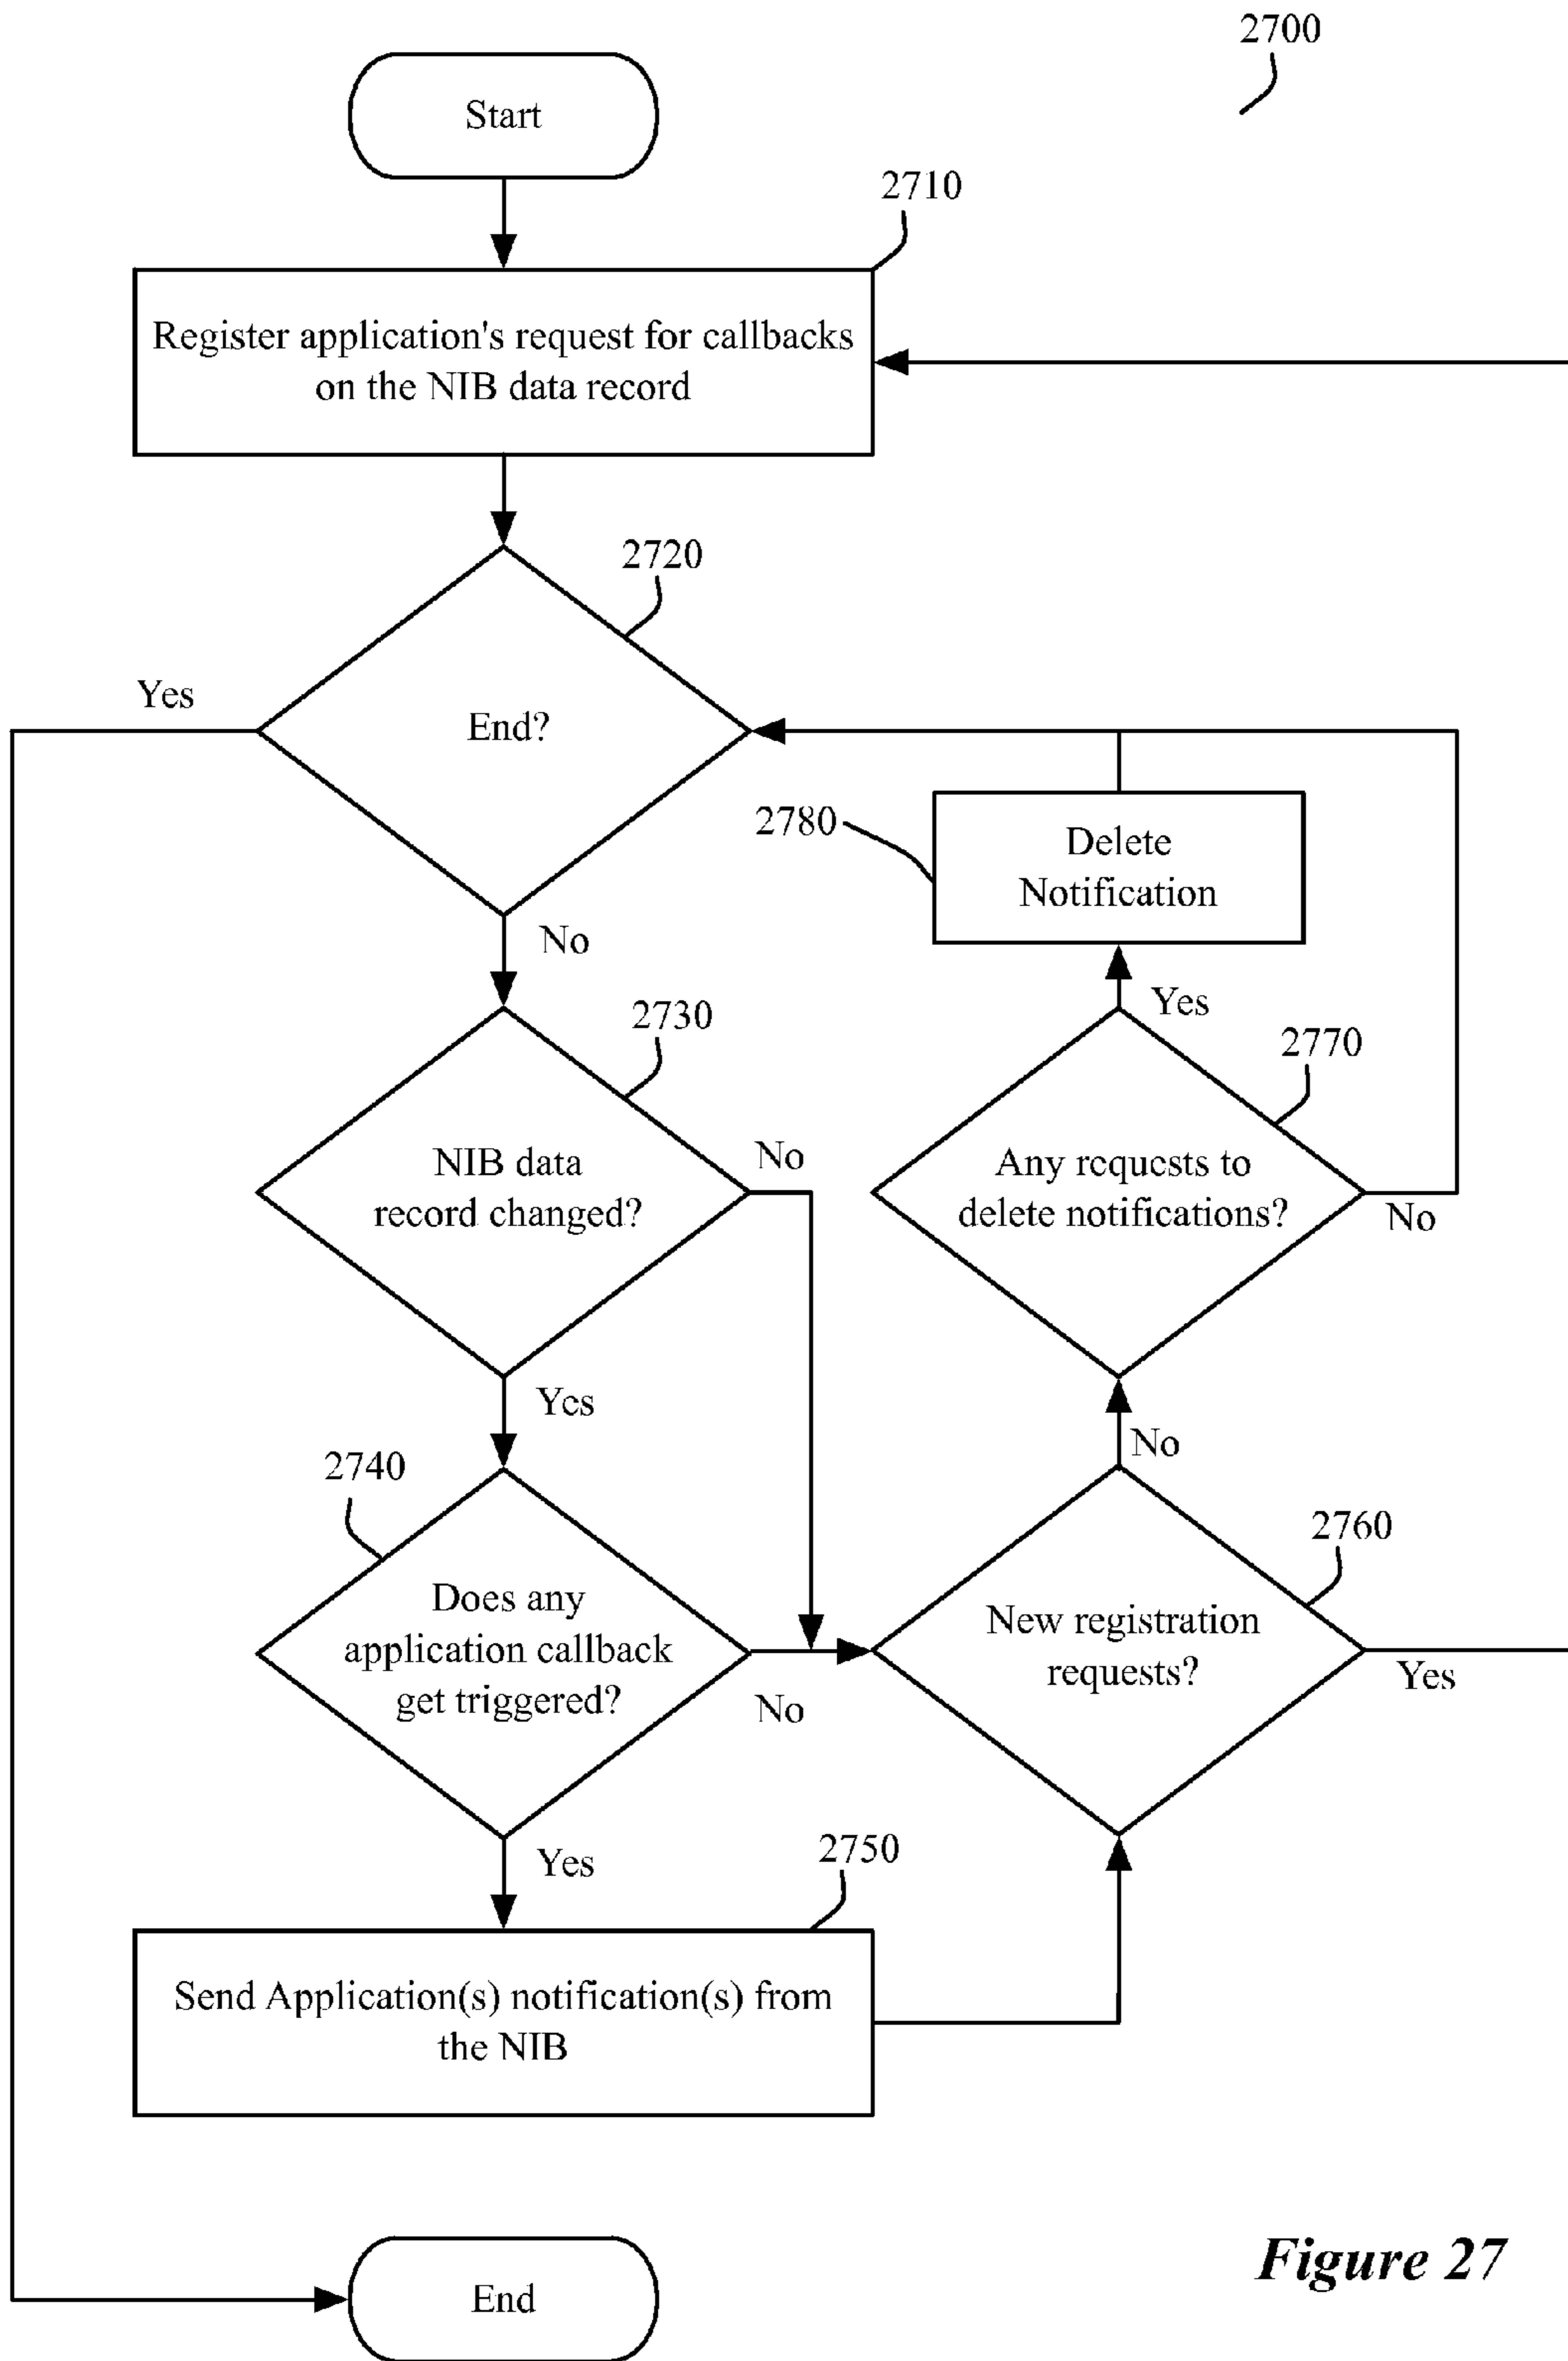 2700
Start
2710
Register application's request for callbacks
on the NIB data record
2720
Yes
End?
2780
Delete
Notification
No
2730
Yes
2770
NIB data
record changed?
No
Any requests to
delete notifications?
No
Yes
2740
No
2760
Does any
application callback
get triggered?
No
New registration
requests?
Yes
Yes
2750
Send Application(s) notification(s) from
the NIB
End
Figure 27